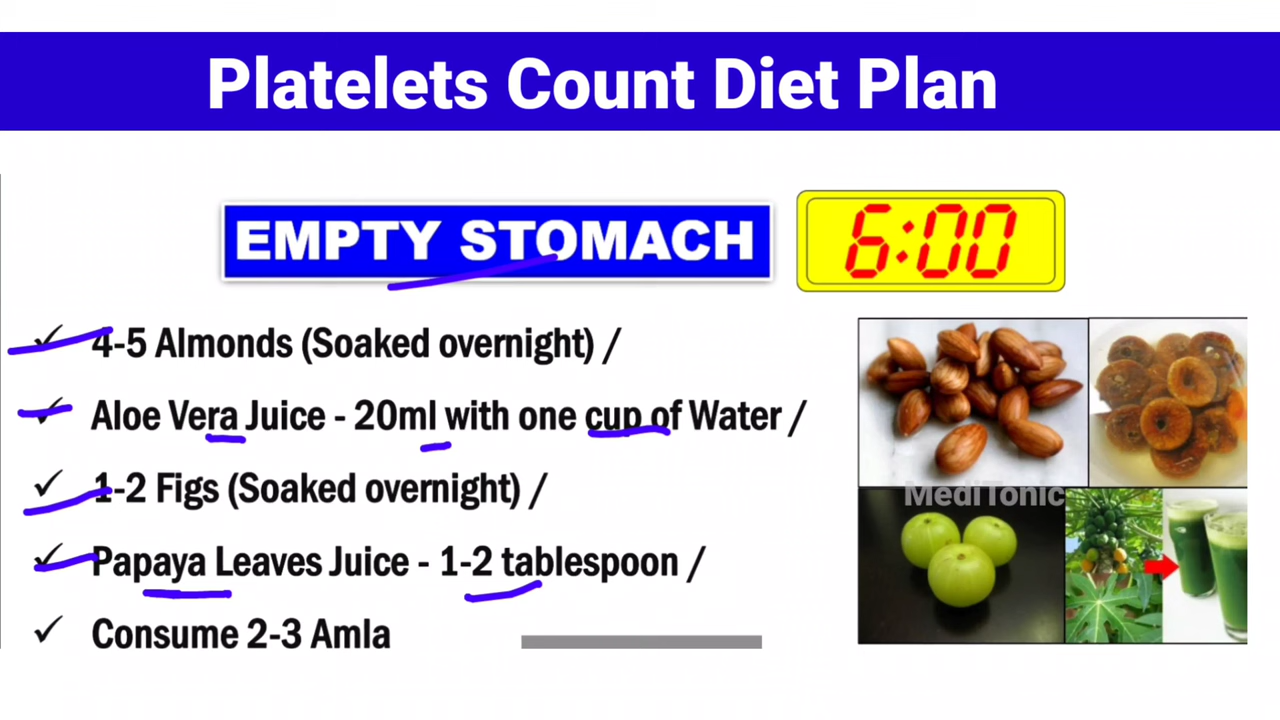 Platelets Count Diet Plan
EMPTY STOMACH
6:00
4-5 Almonds (Soaked overnight) /
Aloe Vera Juice - 20ml with one cup of Water /
1-2 Figs (Soaked overnight) /
Papaya Leaves Juice - 1-2 tablespoon /
Consume 2-3 Amla
MediTonic